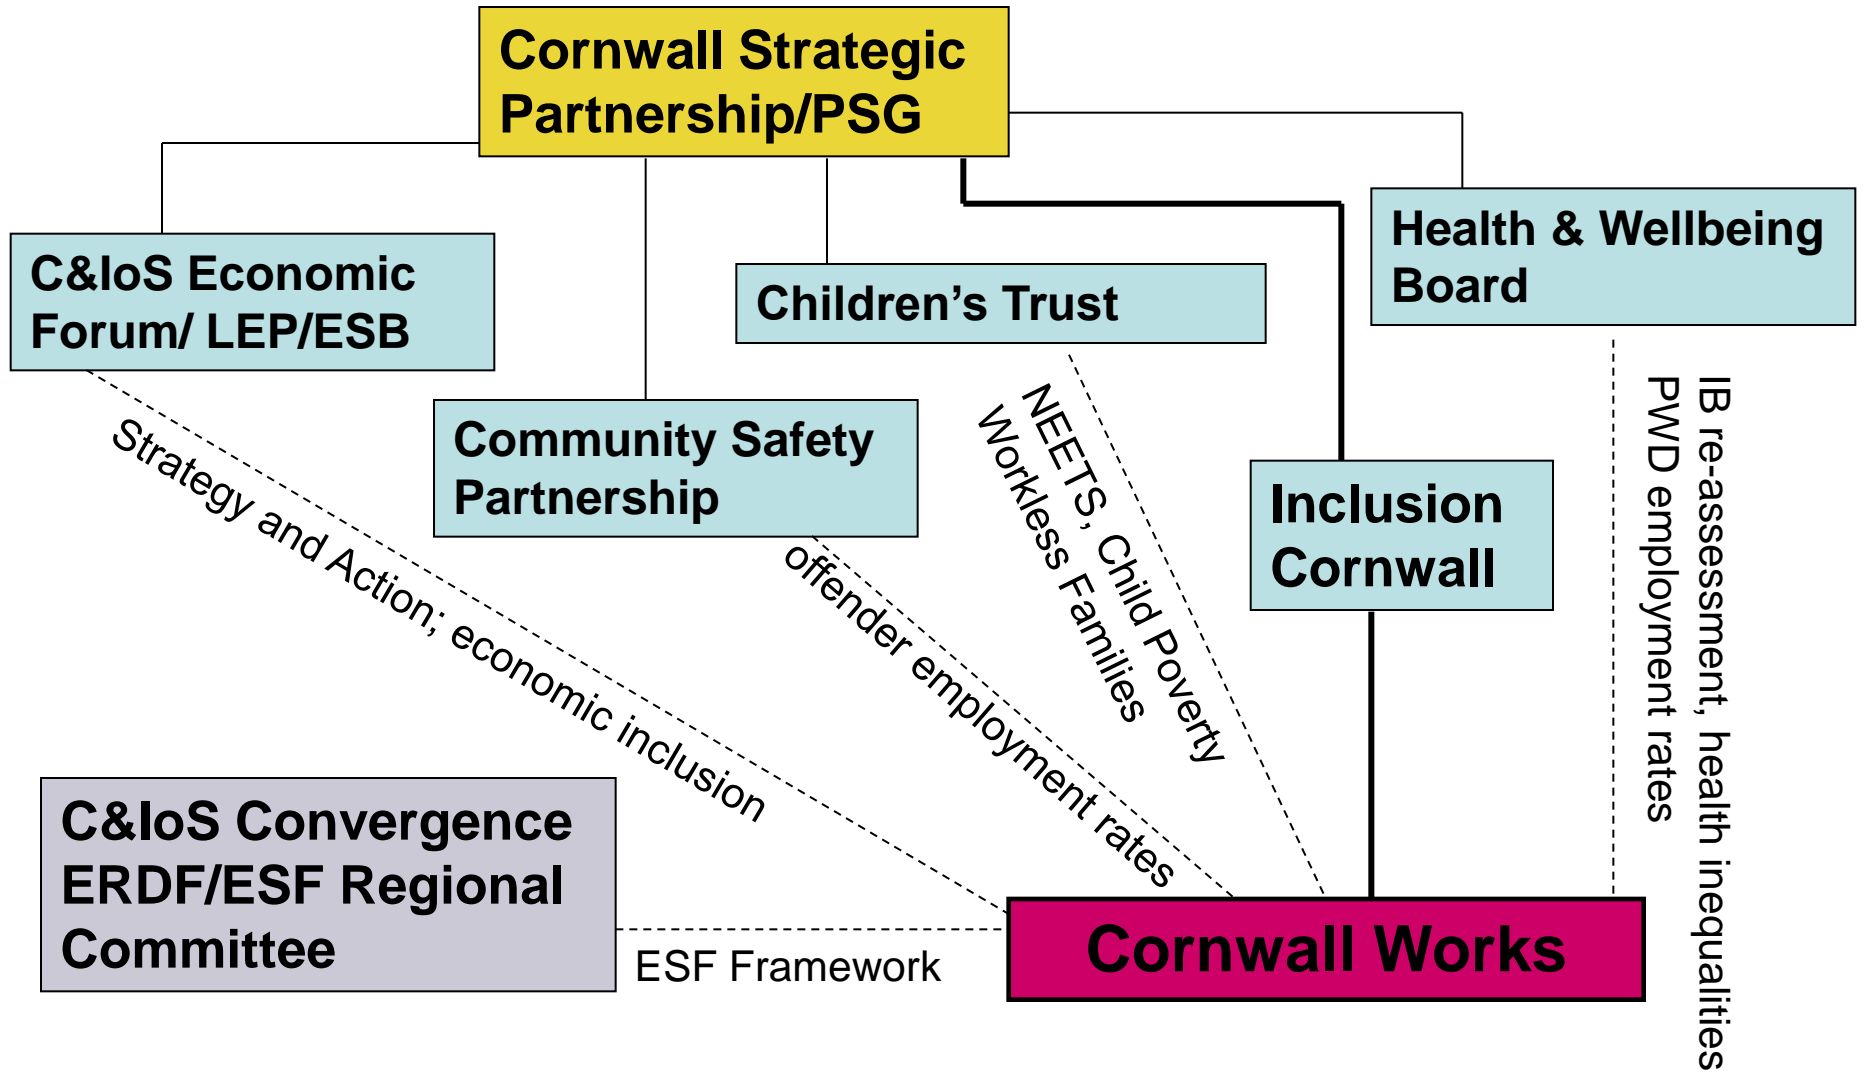 Cornwall Strategic
Partnership/PSG
C&IoS Economic
Forum/ LEP/ESB
Children’s Trust
Health & Wellbeing
Board
Community Safety
Partnership
Inclusion
Cornwall
Strategy and Action; economic inclusion
offender employment rates
NEETS, Child Poverty
Workless Families
IB re-assessment, health inequalities
PWD employment rates
C&IoS Convergence
ERDF/ESF Regional
Committee
ESF Framework
Cornwall Works